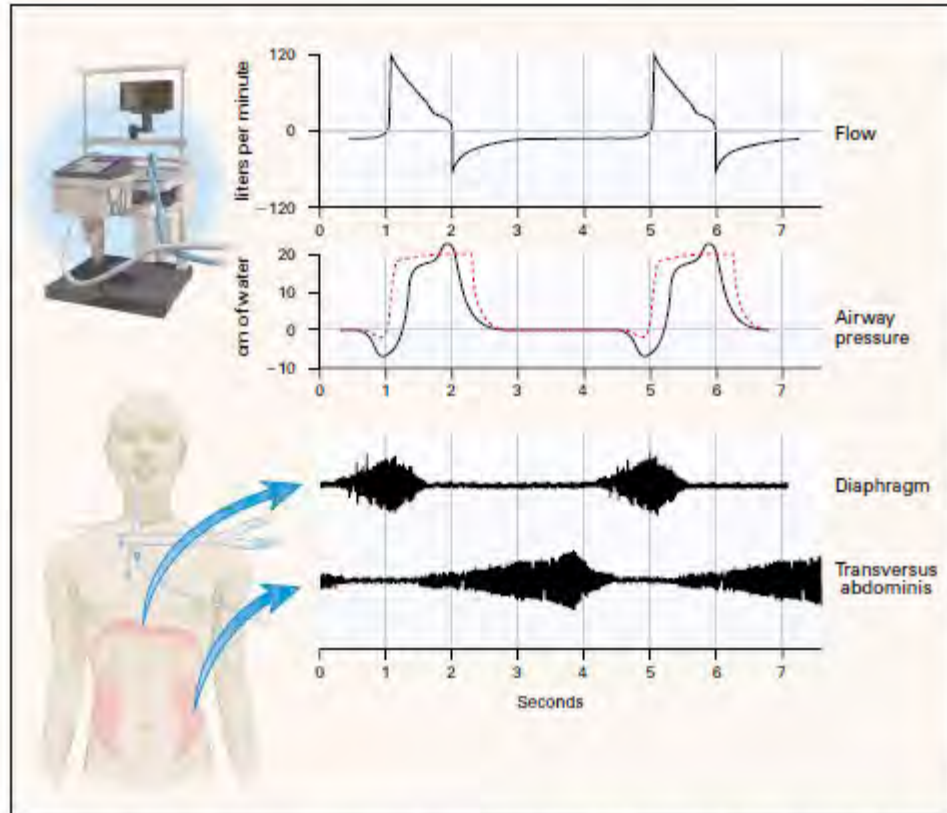 120
0
−120
liters per minute
Flow
0 1 2 3 4 5 6 7
20
10
0
−10
cm of water
Airway
pressure
0 1 2 3 4 5 6 7
Diaphragm
Transversus
abdominis
0 1 2 3 4 5 6 7
Seconds